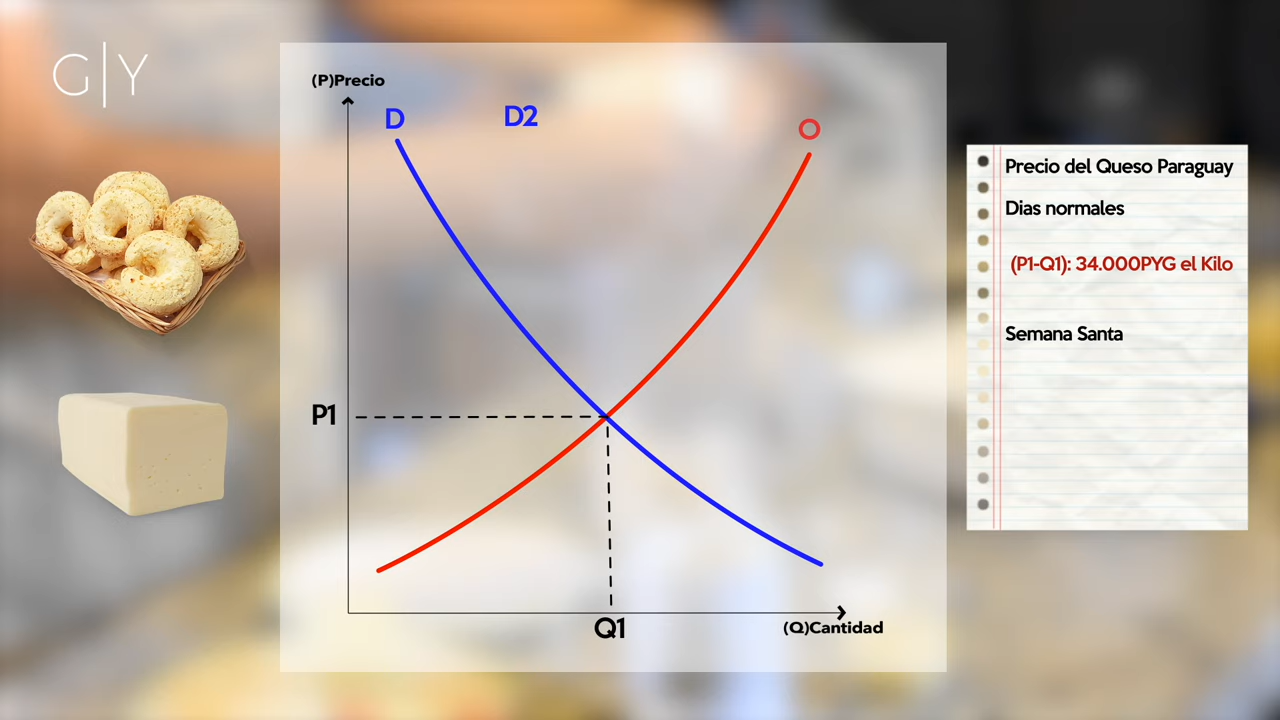 G|Y
(P)Precio
D
D2
O
P1
Q1
(Q)Cantidad
Precio del Queso Paraguay
Dias normales
(P1-Q1): 34.000PYG el Kilo
Semana Santa